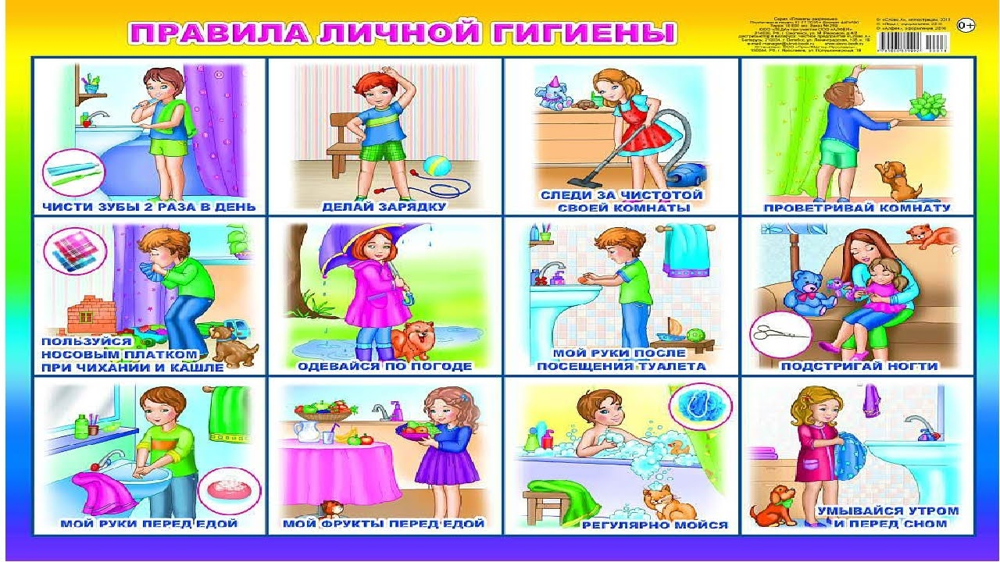 ПРАВИЛА ЛИЧНОЙ ГИГИЕНЫ
0+
ЧИСТИ ЗУБЫ 2 РАЗА В ДЕНЬ
ДЕЛАЙ ЗАРЯДКУ
СЛЕДИ ЗА ЧИСТОТОЙ
СВОЕЙ КОМНАТЫ
ПРОВЕТРИВАЙ КОМНАТУ
ПОЛЬЗУЙСЯ
НОСОВЫМ ПЛАТКОМ
ПРИ ЧИХАНИИ И КАШЛЕ
ОДЕВАЙСЯ ПО ПОГОДЕ
МОЙ РУКИ ПОСЛЕ
ПОСЕЩЕНИЯ ТУАЛЕТА
ПОДСТРИГАЙ НОГТИ
МОЙ РУКИ ПЕРЕД ЕДОЙ
МОЙ ФРУКТЫ ПЕРЕД ЕДОЙ
РЕГУЛЯРНО МОЙСЯ
УМЫВАЙСЯ УТРОМ
И ПЕРЕД СНОМ